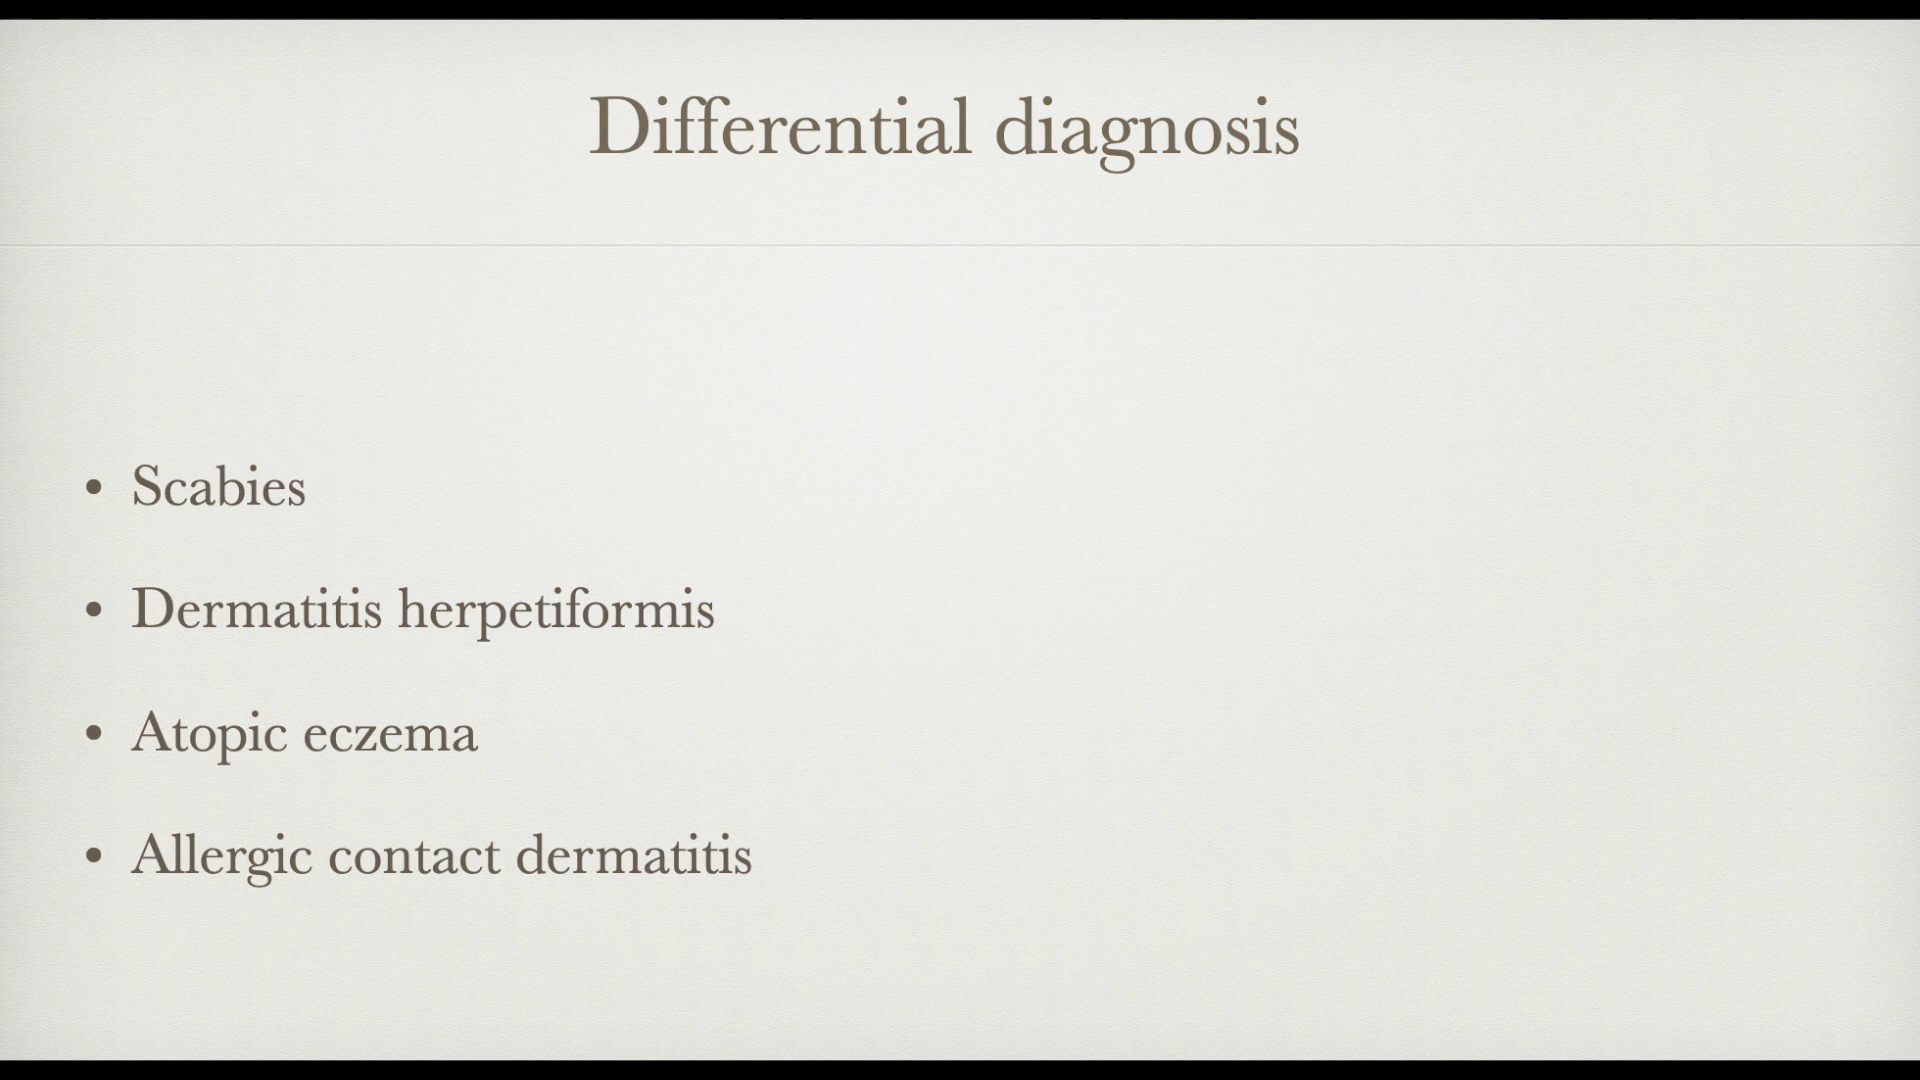 Differential diagnosis
• Scabies
• Dermatitis herpetiformis
• Atopic eczema
• Allergic contact dermatitis